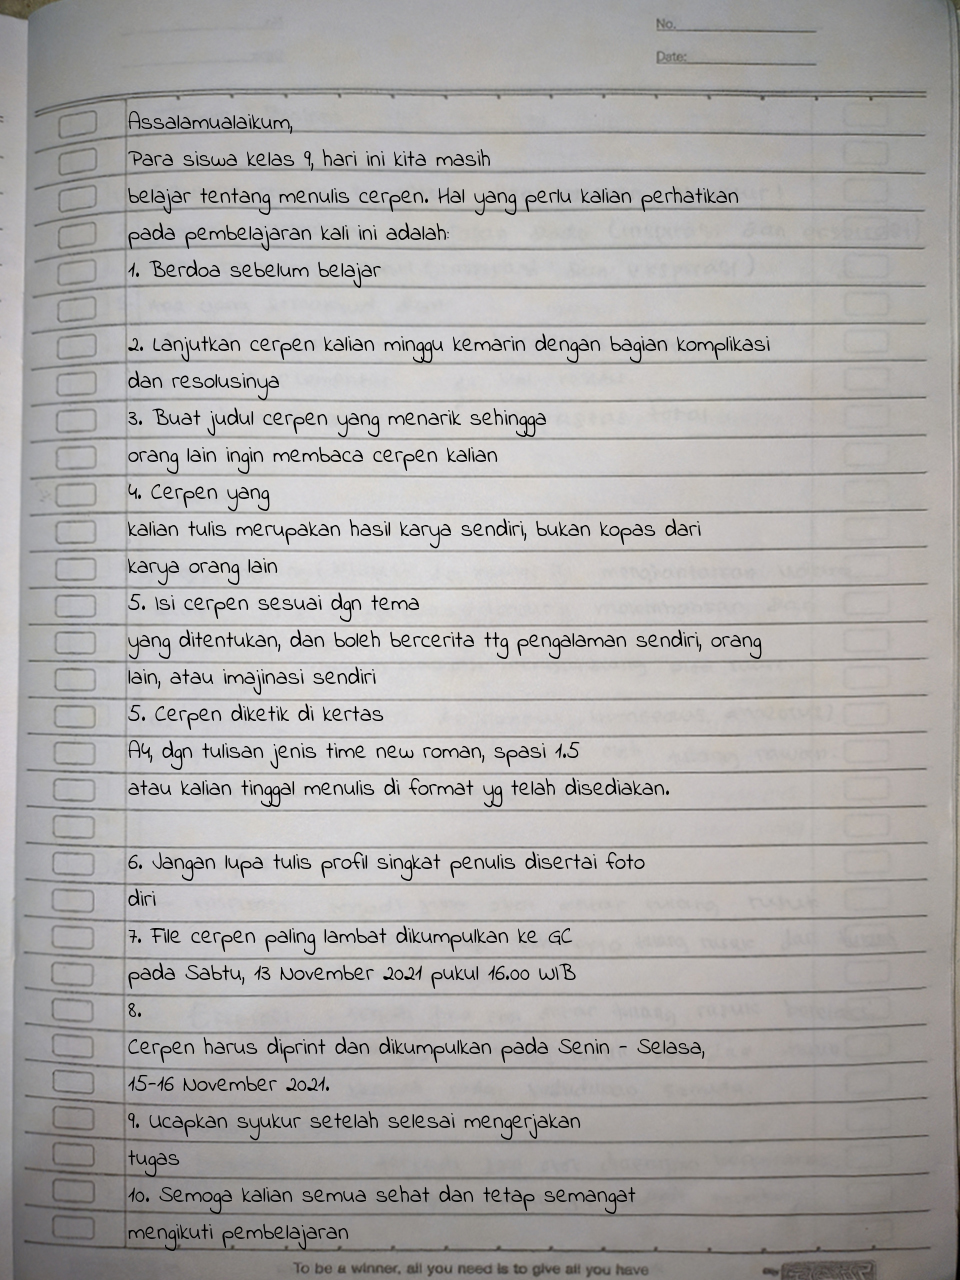 No.
Date:
Assalamualaikum,
Para siswa kelas 9, hari ini kita masih
belajar tentang menulis cerpen. Hal yang perlu kalian perhatikan
pada pembelajaran kali ini adalah:
1. Berdoa sebelum belajar
2. Lanjutkan cerpen kalian minggu kemarin dengan bagian komplikasi
dan resolusinya
3. Buat judul cerpen yang menarik sehingga
orang lain ingin membaca cerpen kalian
4. Cerpen yang
kalian tulis merupakan hasil karya sendiri, bukan kopas dari
karya orang lain
5. Isi cerpen sesuai dgn tema
yang ditentukan, dan boleh bercerita ttg pengalaman sendiri, orang
lain, atau imajinasi sendiri
5. Cerpen diketik di kertas
A4, dgn tulisan jenis time new roman, spasi 1.5
atau kalian tinggal menulis di format yg telah disediakan.
6. Jangan lupa tulis profil singkat penulis disertai foto
diri
7. File cerpen paling lambat dikumpulkan ke GC
pada Sabtu, 13 November 2021 pukul 16.00 WIB
8.
Cerpen harus diprint dan dikumpulkan pada Senin - Selasa,
15-16 November 2021.
9. Ucapkan syukur setelah selesai mengerjakan
tugas
10. Semoga kalian semua sehat dan tetap semangat
mengikuti pembelajaran
To be a winner, all you need is to give all you have